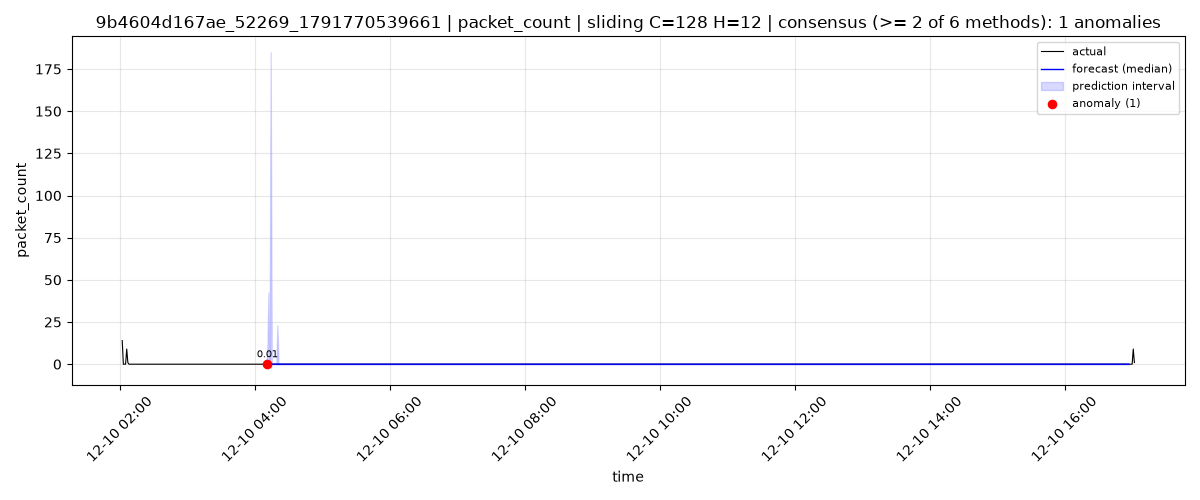 9b4604d167ae_52269_1791770539661 | packet_count | sliding C=128 H=12 | consensus (>= 2 of 6 methods): 1 anomalies
actual
forecast (median)
prediction interval
anomaly (1)
175
150
125
100
75
50
25
0
packet_count
0.01
12-10 02:00
12-10 04:00
12-10 06:00
12-10 08:00
12-10 10:00
12-10 12:00
12-10 14:00
12-10 16:00
time